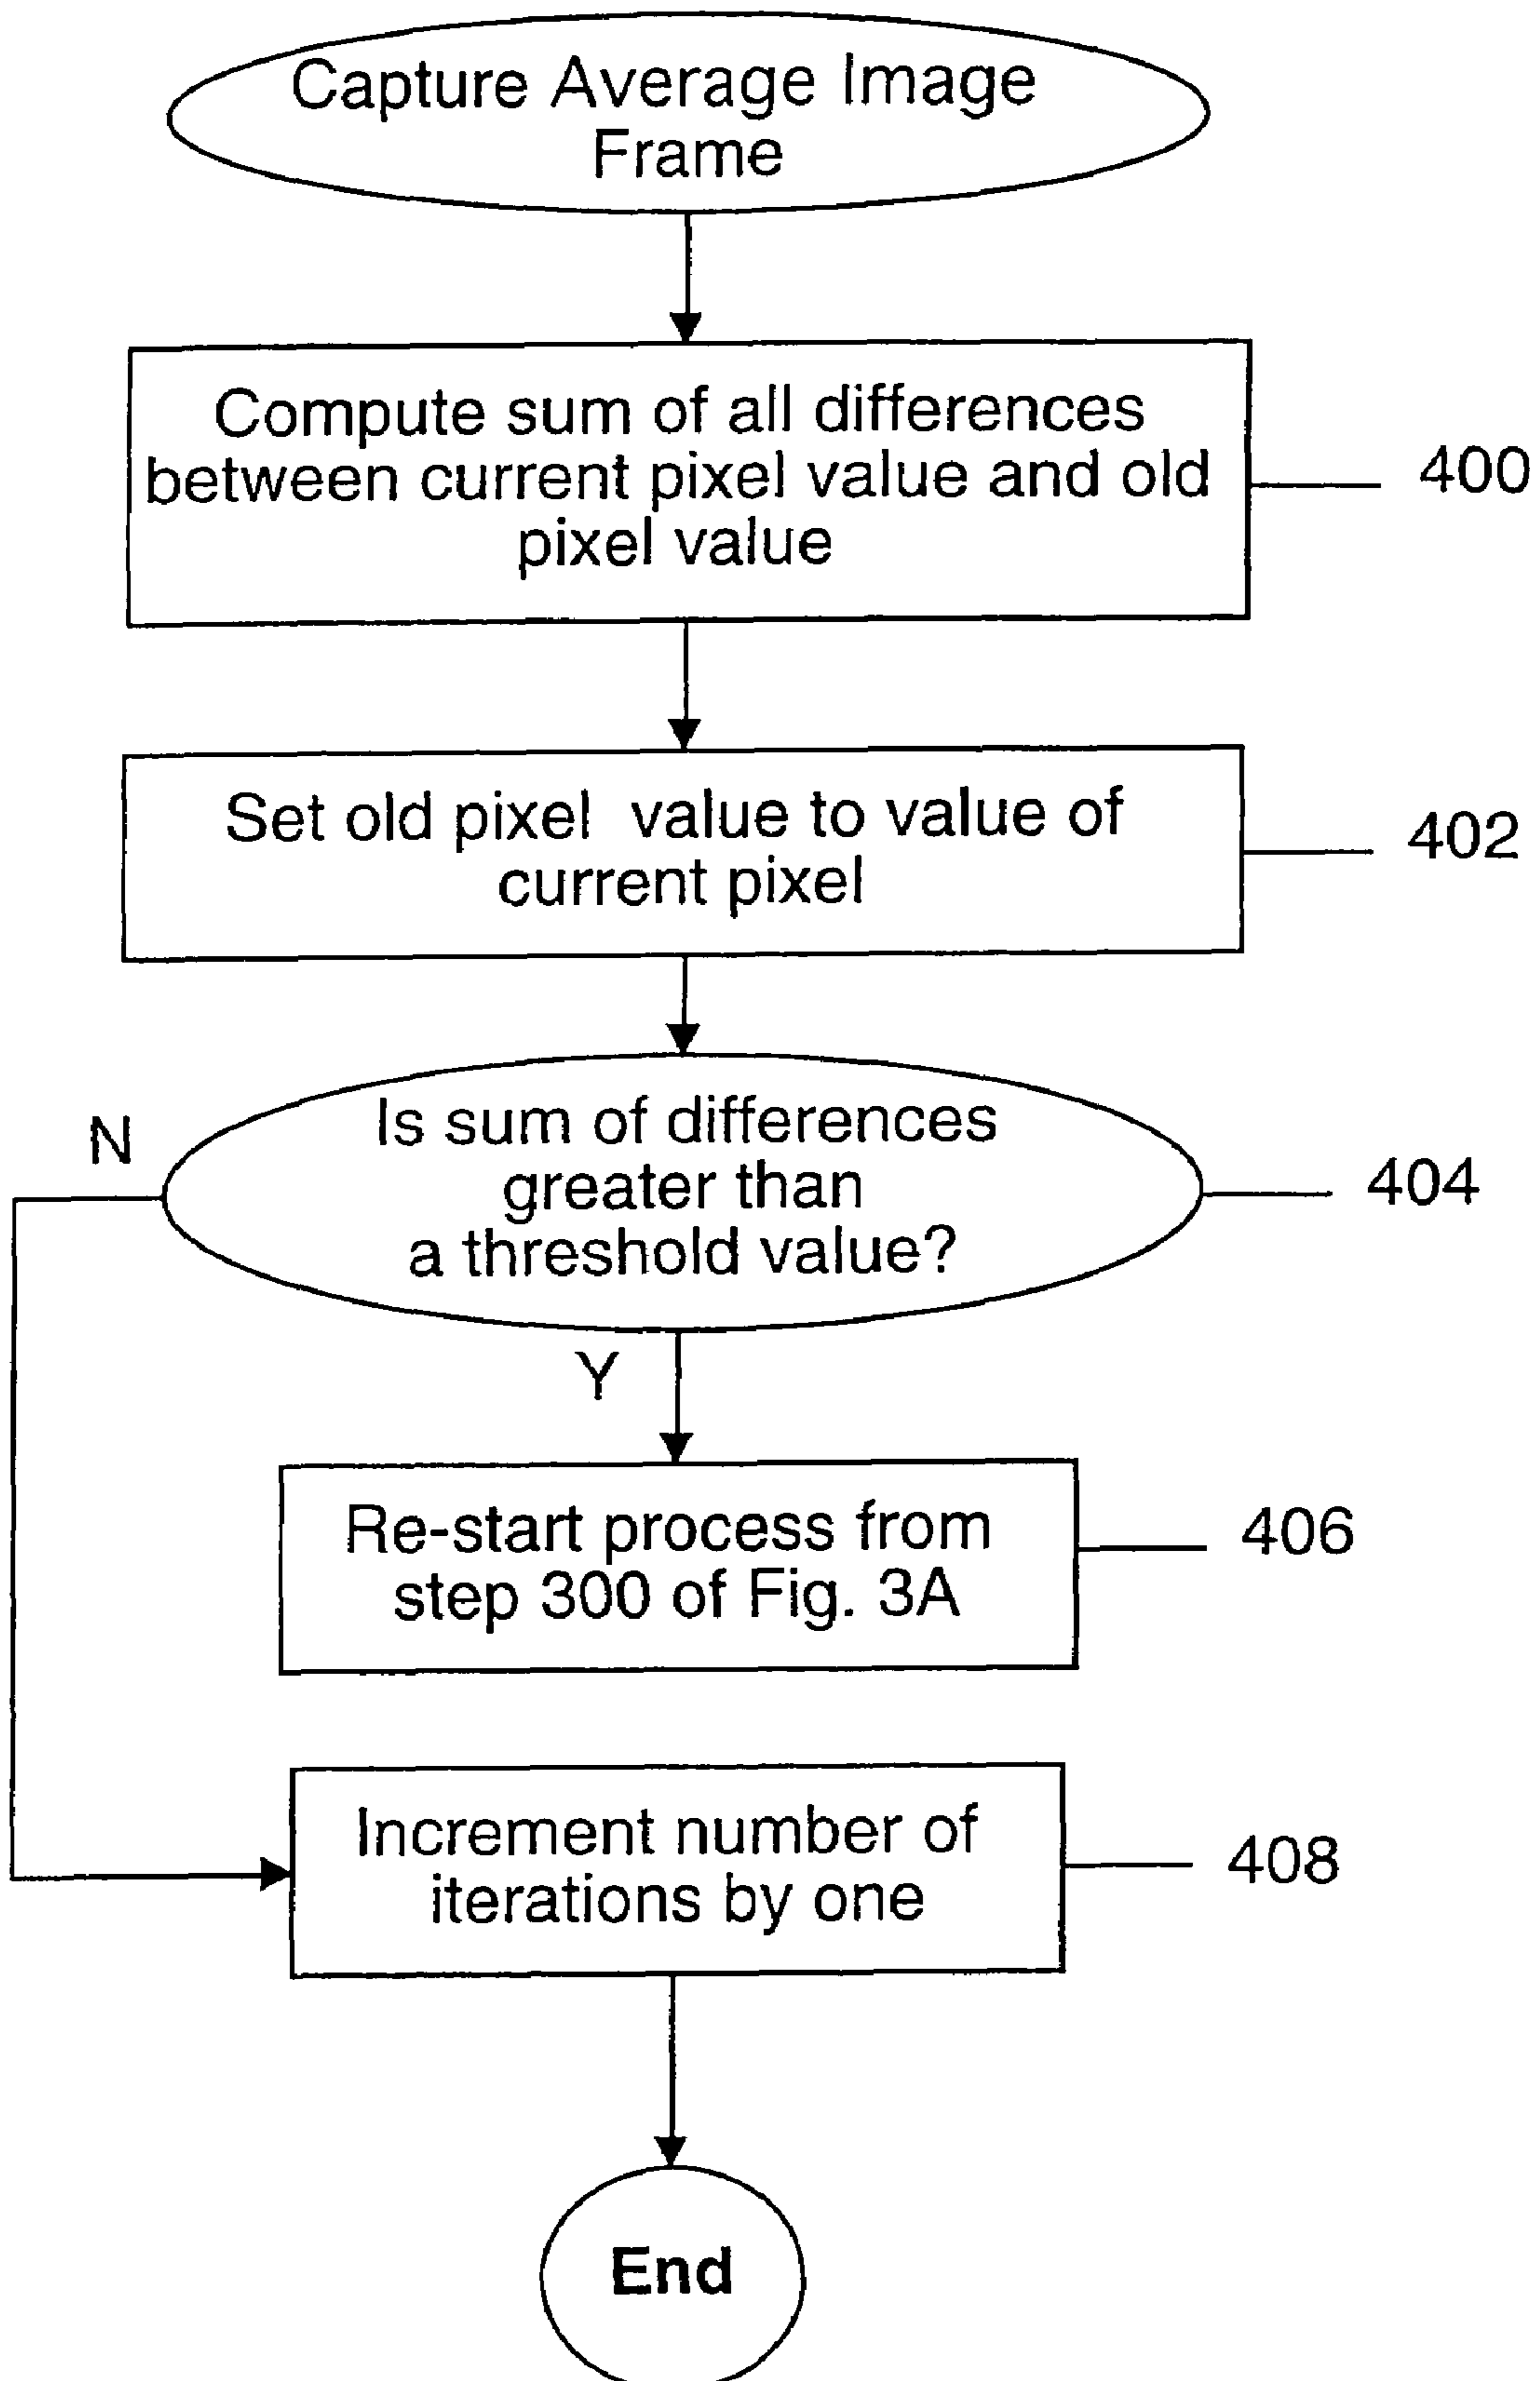 Capture Average Image
Frame
Compute sum of all differences
between current pixel value and old
pixel value
400
Set old pixel value to value of
current pixel
402
N
Is sum of differences
greater than
a threshold value?
404
Y
Re-start process from
step 300 of Fig. 3A
406
Increment number of
iterations by one
408
End